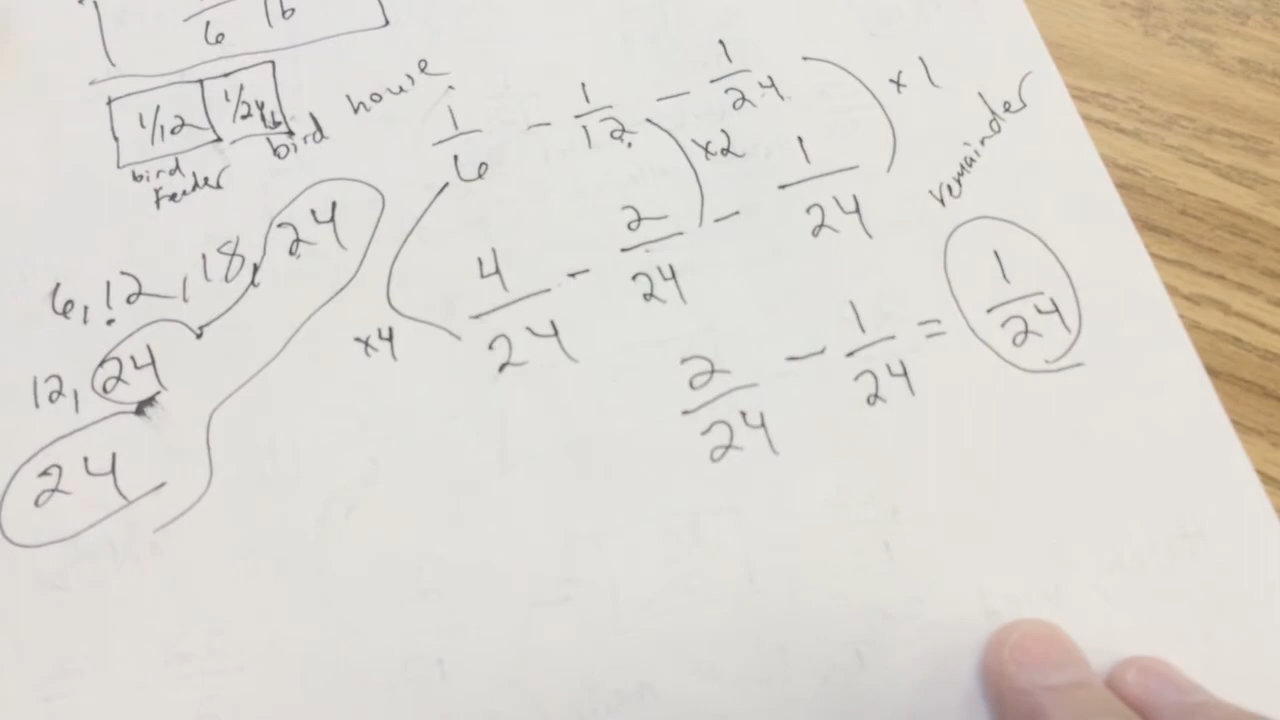 6 lb
1/12 1/24 lb
bird feeder
bird house
1/6 - 1/12 - 1/24
x2 x1
4/24 - 2/24 - 1/24
x4
2/24 - 1/24 = 1/24
remainder
6, 12, 18, 24
12, 24
24